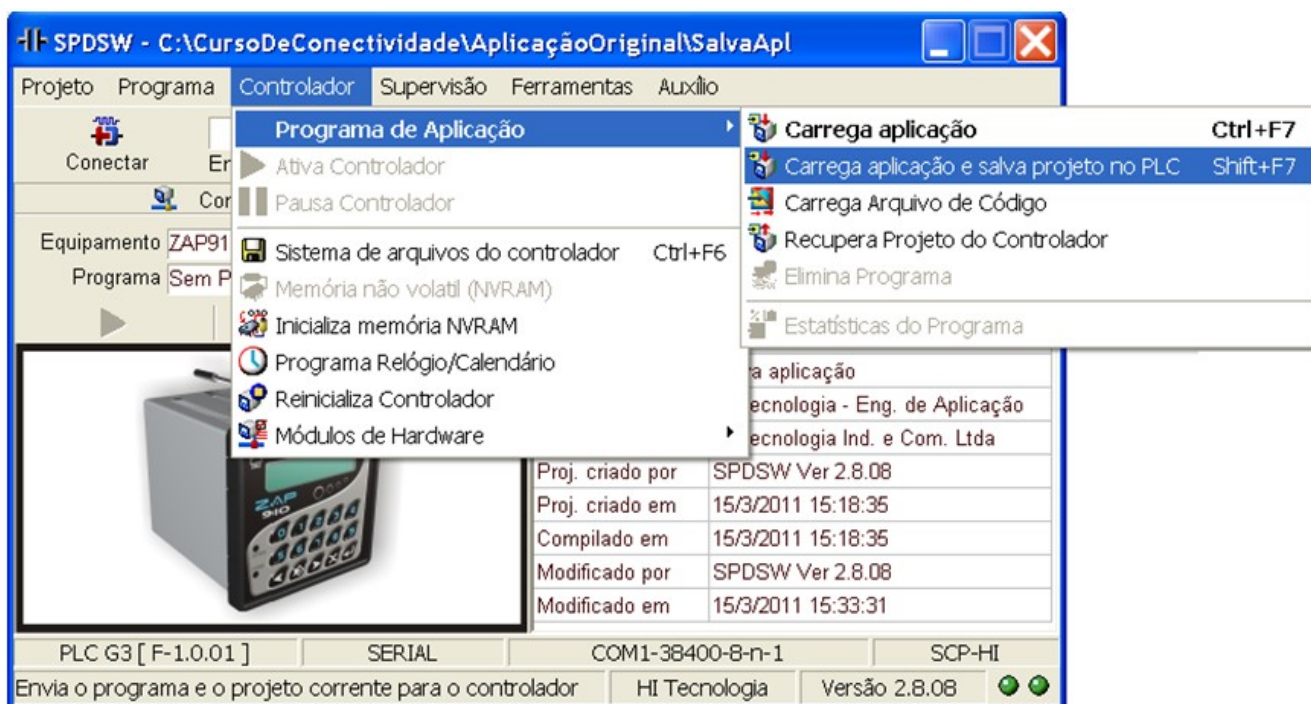 SPDSW - C:\CursoDeConectividade\AplicaçãoOriginal\SalvaApl
Projeto Programa Controlador Supervisão Ferramentas Auxílio
Conectar
Programa de Aplicação
Ativa Controlador
Pausa Controlador
Sistema de arquivos do controlador Ctrl+F6
Memória não volatil (NVRAM)
Inicializa memória NVRAM
Programa Relógio/Calendário
Reinicializa Controlador
Módulos de Hardware
Carrega aplicação Ctrl+F7
Carrega aplicação e salva projeto no PLC Shift+F7
Carrega Arquivo de Código
Recupera Projeto do Controlador
Elimina Programa
Estatísticas do Programa
Equipamento ZAP91
Programa Sem P
aplicação
ecnologia - Eng. de Aplicação
ecnologia Ind. e Com. Ltda
Proj. criado por SPDSW Ver 2.8.08
Proj. criado em 15/3/2011 15:18:35
Compilado em 15/3/2011 15:18:35
Modificado por SPDSW Ver 2.8.08
Modificado em 15/3/2011 15:33:31
ZAP
910
PLC G3 [ F-1.0.01 ] SERIAL COM1-38400-8-n-1 SCP-HI
Envia o programa e o projeto corrente para o controlador HI Tecnologia Versão 2.8.08